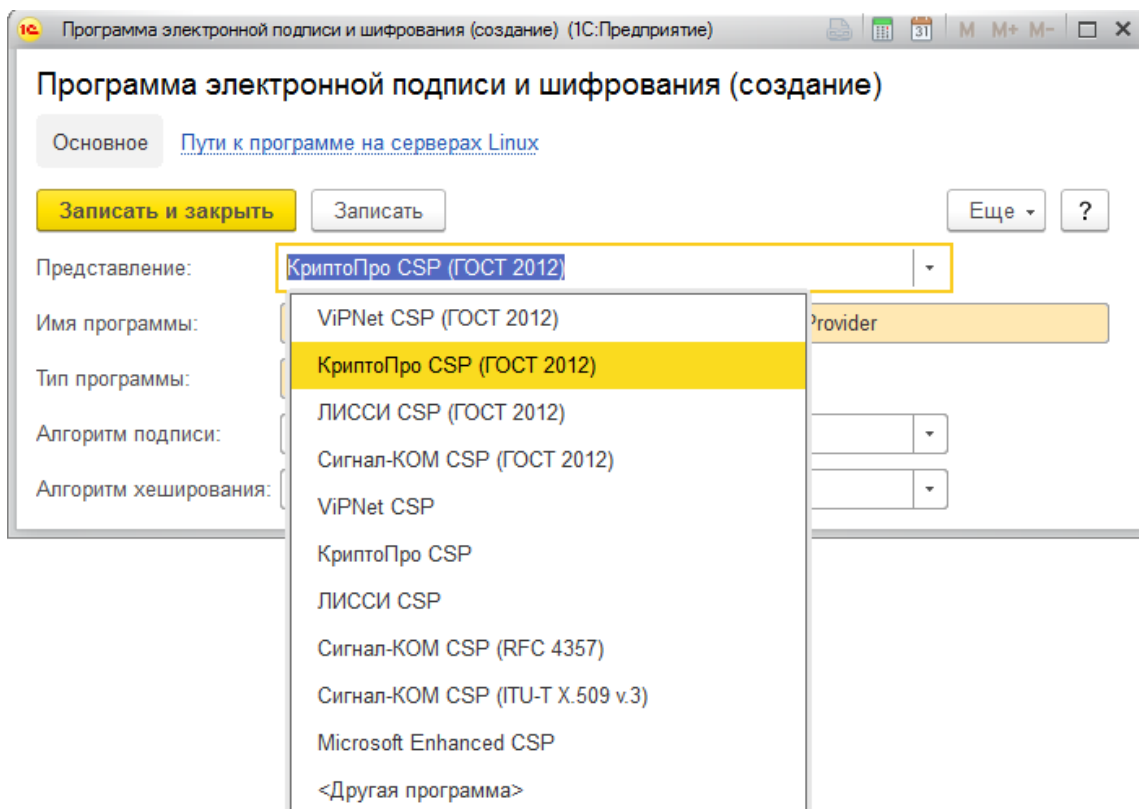 1С Программа электронной подписи и шифрования (создание) (1С:Предприятие) 31 M M+ M-
Программа электронной подписи и шифрования (создание)
Основное Пути к программе на серверах Linux
Записать и закрыть Записать Еще ?
Представление: КриптоПро CSP (ГОСТ 2012)
Имя программы: Provider
Тип программы:
Алгоритм подписи:
Алгоритм хеширования:
ViPNet CSP (ГОСТ 2012)
КриптоПро CSP (ГОСТ 2012)
ЛИССИ CSP (ГОСТ 2012)
Сигнал-КОМ CSP (ГОСТ 2012)
ViPNet CSP
КриптоПро CSP
ЛИССИ CSP
Сигнал-КОМ CSP (RFC 4357)
Сигнал-КОМ CSP (ITU-T X.509 v.3)
Microsoft Enhanced CSP
<Другая программа>